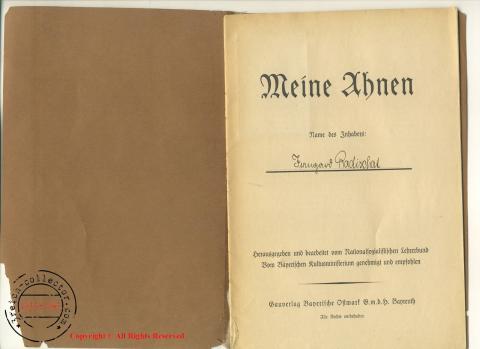 Meine Ahnen
Name des Inhabers:
Irmgard Radischat
Herausgegeben und bearbeitet vom Nationalsozialistischen Lehrerbund
Vom Bayerischen Kultusministerium genehmigt und empfohlen
Gauverlag Bayerische Ostmark G.m.b.H. Bayreuth
Alle Rechte vorbehalten
Copyright © All Rights Reserved